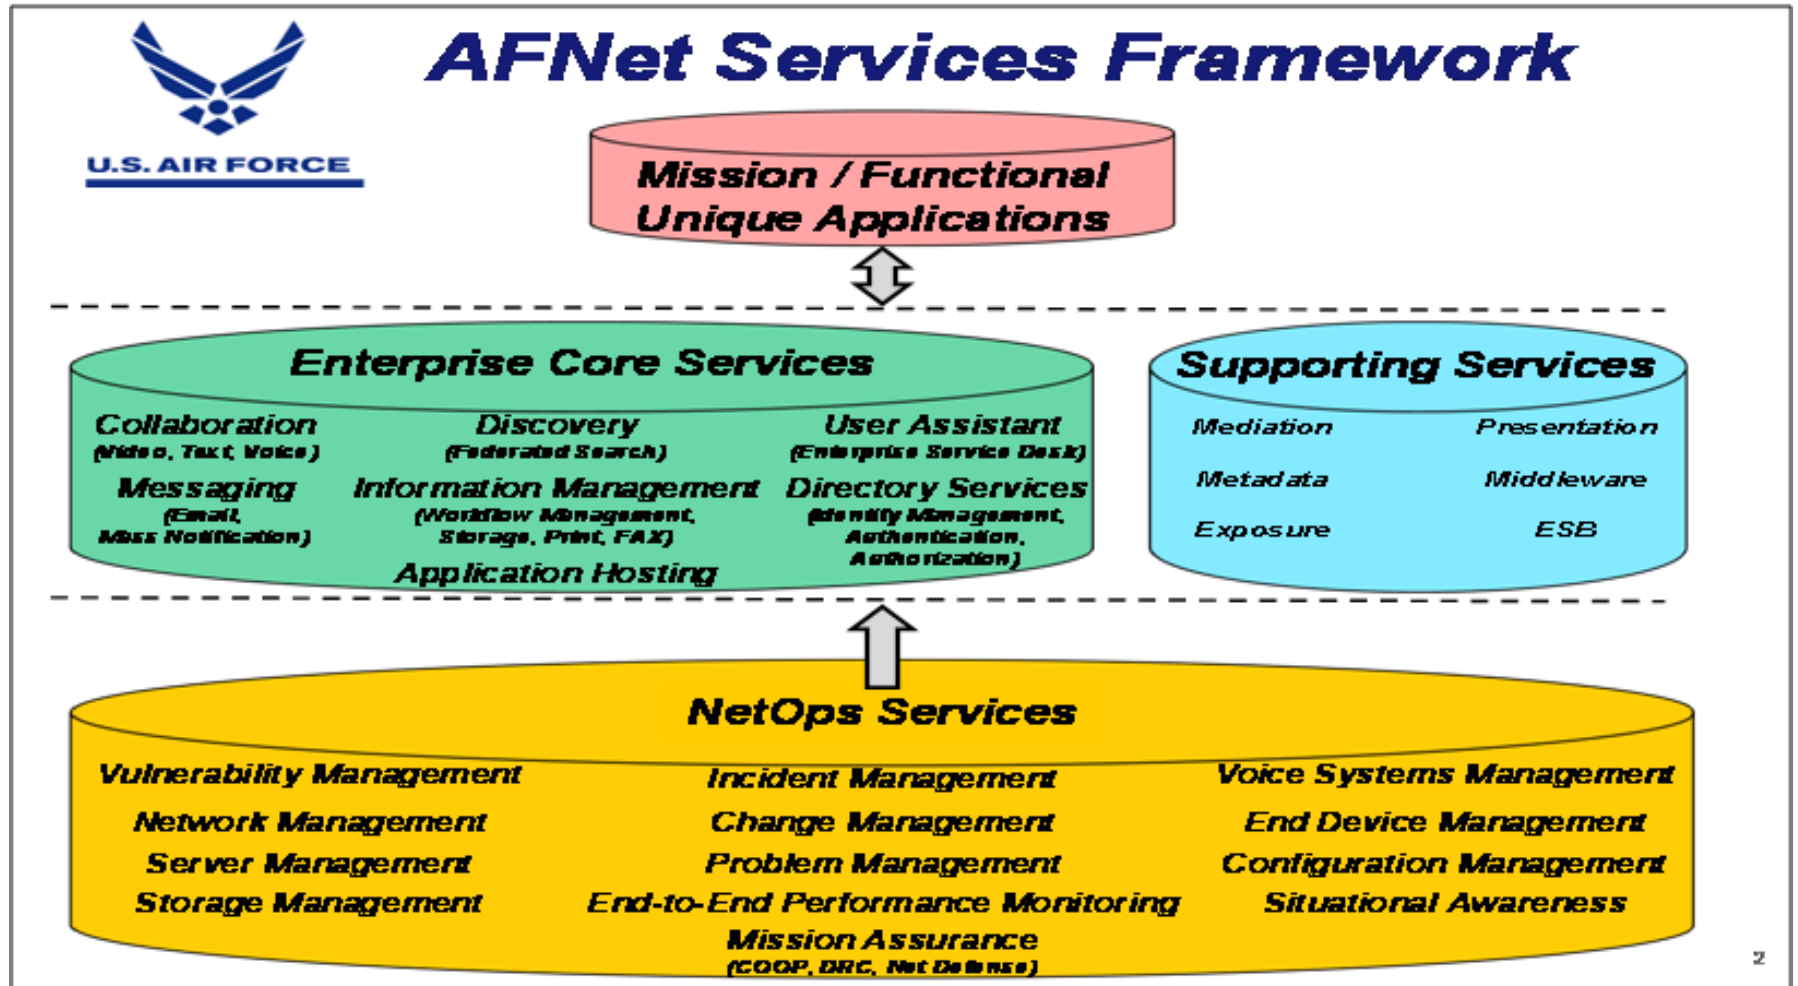 AFNet Services Framework
U.S. AIR FORCE
Mission / Functional
Unique Applications
Enterprise Core Services
Collaboration
(Video, Text, Voice)
Discovery
(Federated Search)
User Assistant
(Enterprise Service Desk)
Messaging
(Email,
Mass Notification)
Information Management
(Workflow Management,
Storage, Print, FAX)
Directory Services
(Identity Management,
Authentication,
Authorization)
Application Hosting
Supporting Services
Mediation
Presentation
Metadata
Middleware
Exposure
ESB
NetOps Services
Vulnerability Management
Incident Management
Voice Systems Management
Network Management
Change Management
End Device Management
Server Management
Problem Management
Configuration Management
Storage Management
End-to-End Performance Monitoring
Situational Awareness
Mission Assurance
(COOP, DRC, Net Defense)
2